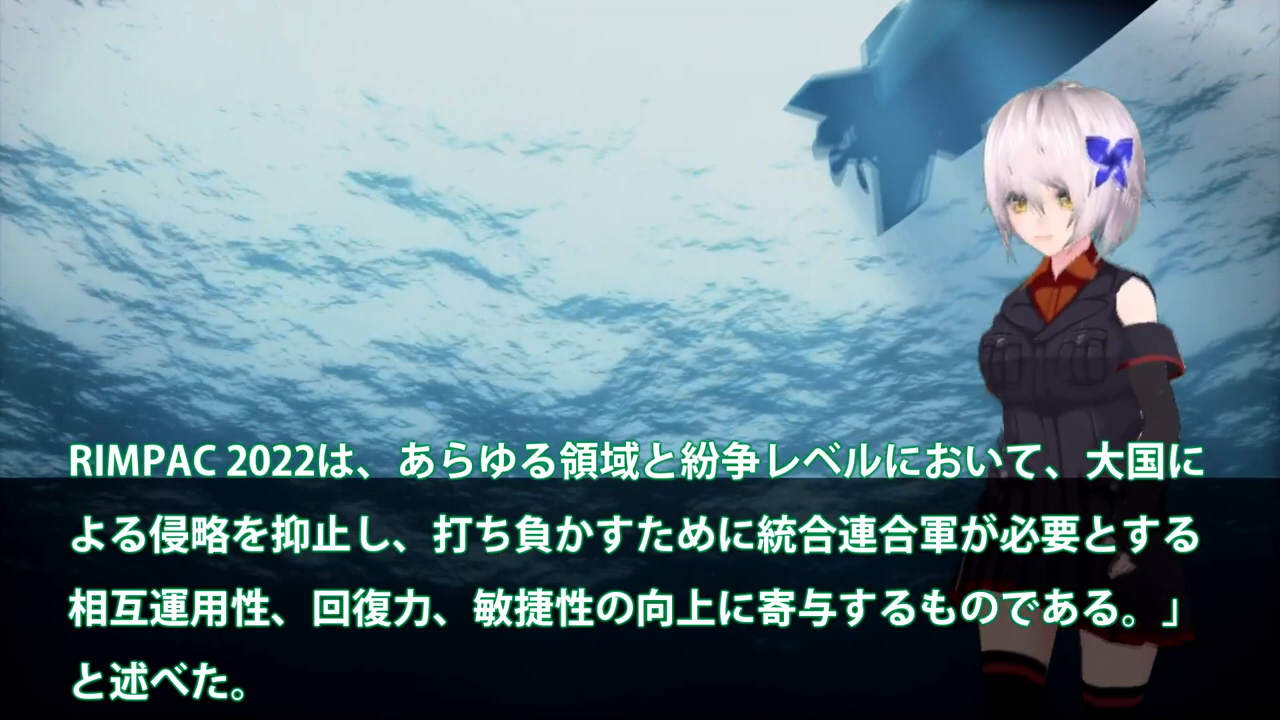 RIMPAC 2022は、あらゆる領域と紛争レベルにおいて、大国に
よる侵略を抑止し、打ち負かすために統合連合軍が必要とする
相互運用性、回復力、敏捷性の向上に寄与するものである。」
と述べた。